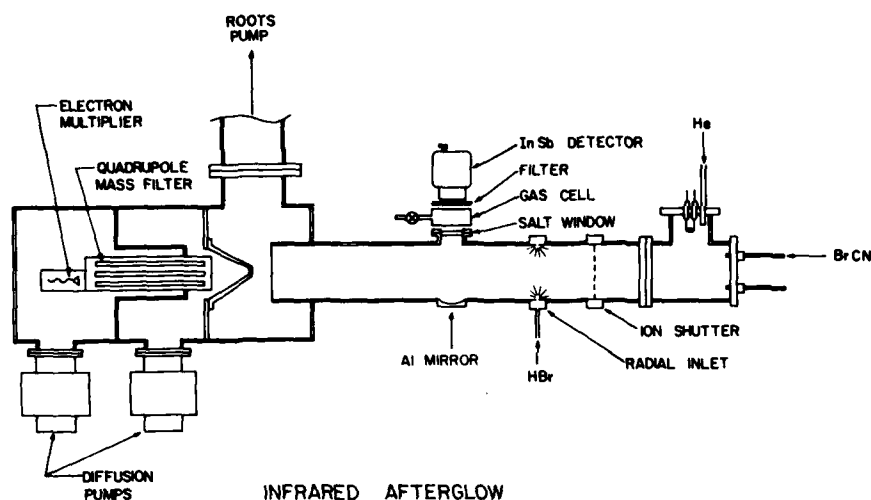 ROOTS
PUMP
ELECTRON
MULTIPLIER
QUADRUPOLE
MASS FILTER
InSb DETECTOR
FILTER
GAS CELL
SALT WINDOW
He
BrCN
ION SHUTTER
RADIAL INLET
HBr
Al MIRROR
DIFFUSION
PUMPS
INFRARED AFTERGLOW